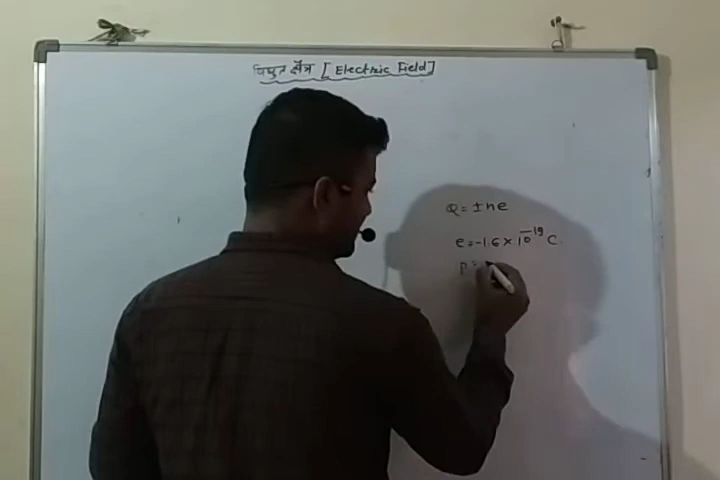 विद्युत क्षेत्र [Electric Field]
Q = ±ne
e = -1.6 × 10⁻¹⁹ C.
p =